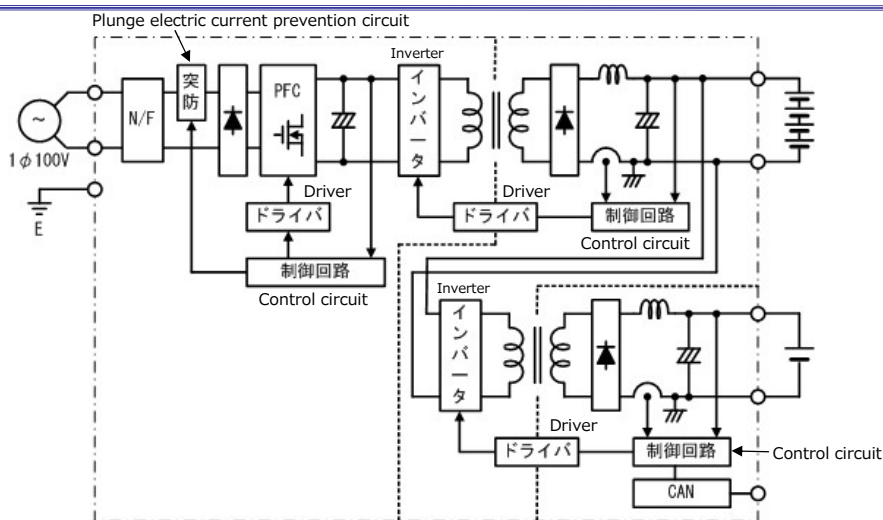 Plunge electric current prevention circuit
Inverter
突防
N/F
PFC
インバータ
~
1φ100V
E
Driver
ドライバ
制御回路
Control circuit
Driver
ドライバ
制御回路
Control circuit
Inverter
インバータ
Driver
ドライバ
制御回路
Control circuit
CAN